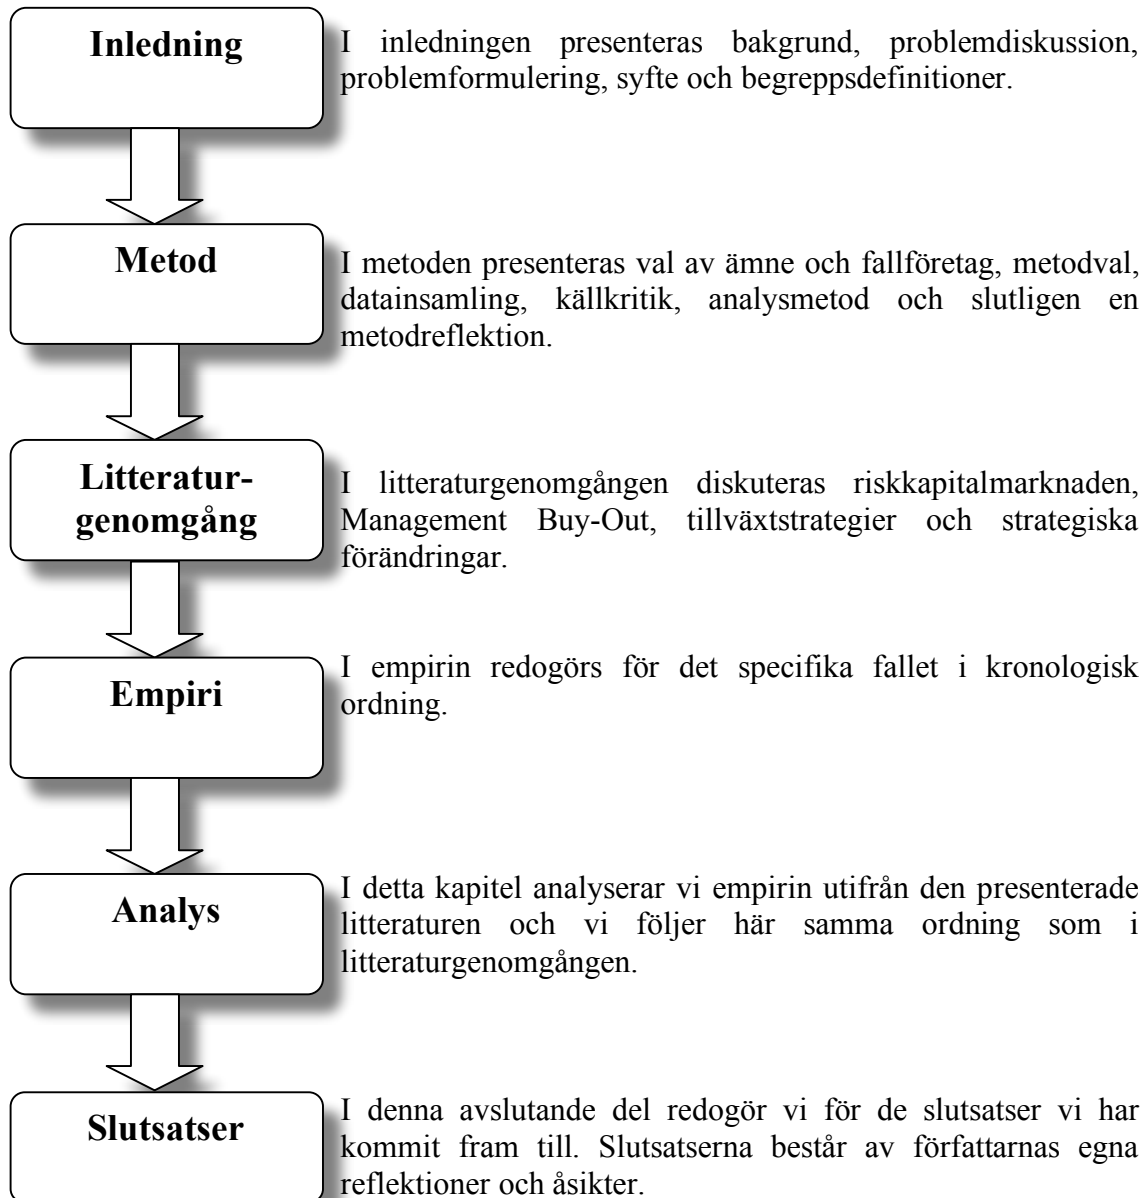 Inledning
I inledningen presenteras bakgrund, problemdiskussion,
problemformulering, syfte och begreppsdefinitioner.
Metod
I metoden presenteras val av ämne och fallföretag, metodval,
datainsamling, källkritik, analysmetod och slutligen en
metodreflektion.
Litteratur-
genomgång
I litteraturgenomgången diskuteras riskkapitalmarknaden,
Management Buy-Out, tillväxtstrategier och strategiska
förändringar.
Empiri
I empirin redogörs för det specifika fallet i kronologisk
ordning.
Analys
I detta kapitel analyserar vi empirin utifrån den presenterade
litteraturen och vi följer här samma ordning som i
litteraturgenomgången.
Slutsatser
I denna avslutande del redogör vi för de slutsatser vi har
kommit fram till. Slutsatserna består av författarnas egna
reflektioner och åsikter.